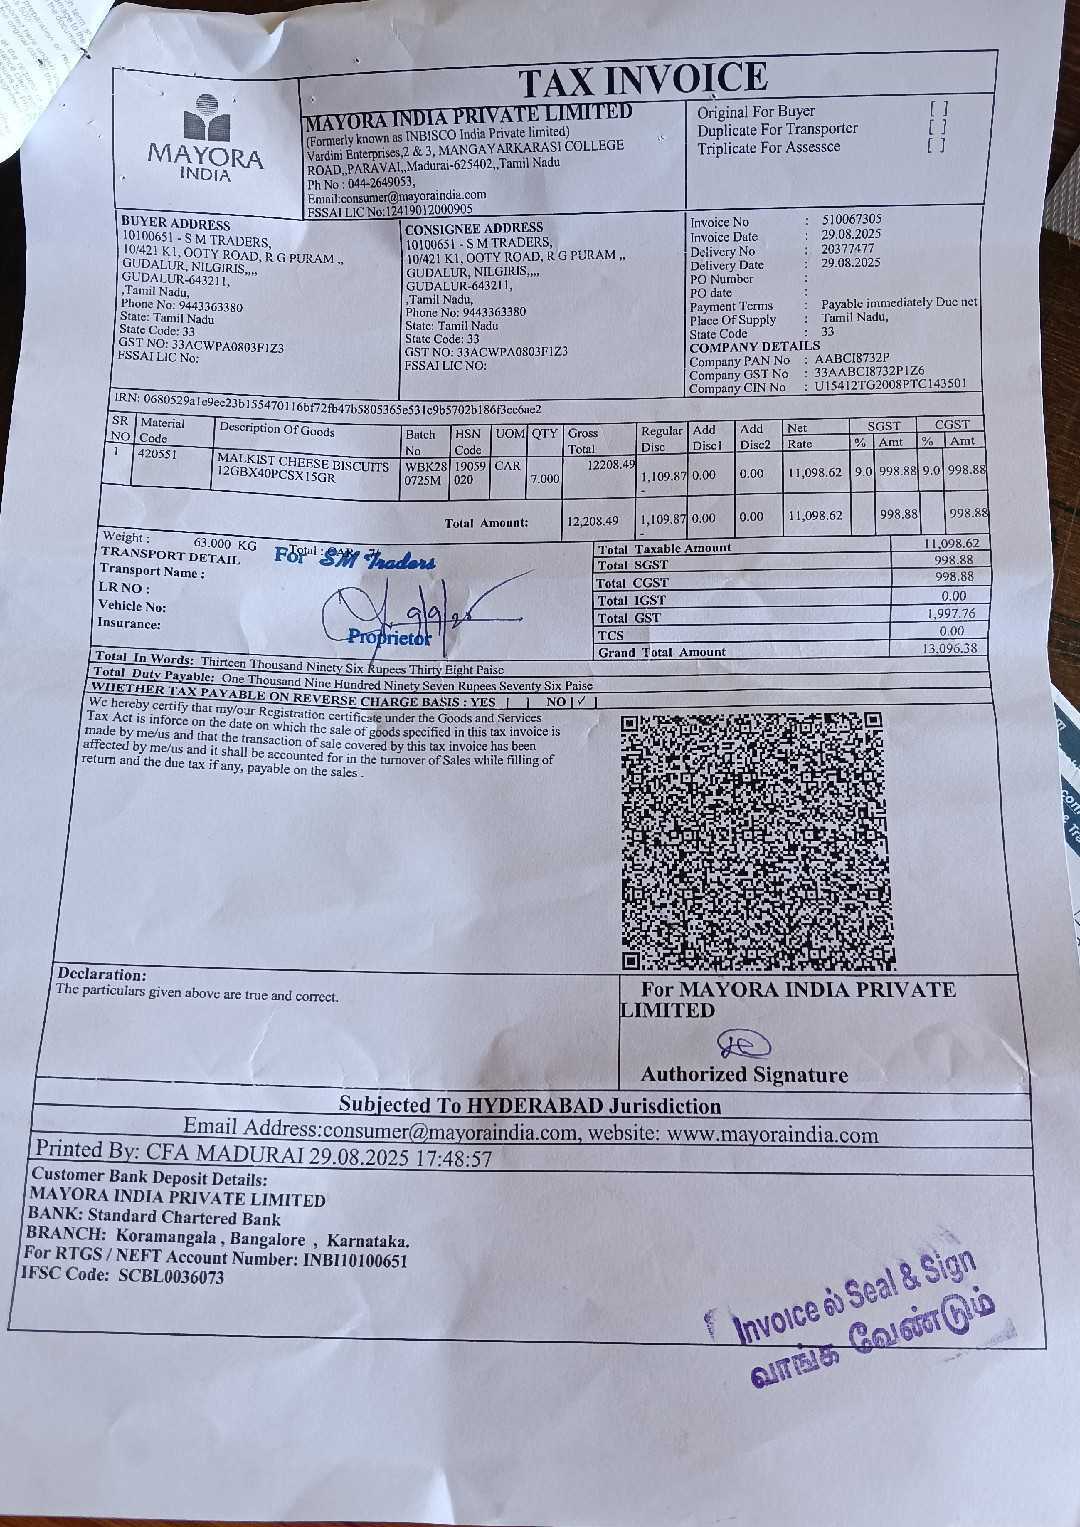 TAX INVOICE
MAYORA
INDIA
MAYORA INDIA PRIVATE LIMITED
(Formerly known as INBISCO India Private limited)
Vardini Enterprises,2 & 3, MANGAYARKARASI COLLEGE
ROAD,,PARAVAI,,Madurai-625402,,Tamil Nadu
Ph No : 044-2649053,
Email:consumer@mayoraindia.com
FSSAI LIC No:12419012000905
Original For Buyer [ ]
Duplicate For Transporter [ ]
Triplicate For Assessee [ ]
BUYER ADDRESS
10100651 - S M TRADERS,
10/421 K1, OOTY ROAD, R G PURAM ,,
GUDALUR, NILGIRIS,,,,
GUDALUR-643211,
,Tamil Nadu,
Phone No: 9443363380
State: Tamil Nadu
State Code: 33
GST NO: 33ACWPA0803F1Z3
FSSAI LIC No:
CONSIGNEE ADDRESS
10100651 - S M TRADERS,
10/421 K1, OOTY ROAD, R G PURAM ,,
GUDALUR, NILGIRIS,,,,
GUDALUR-643211,
,Tamil Nadu,
Phone No: 9443363380
State: Tamil Nadu
State Code: 33
GST NO: 33ACWPA0803F1Z3
FSSAI LIC NO:
Invoice No : 510067305
Invoice Date : 29.08.2025
Delivery No : 20377477
Delivery Date : 29.08.2025
PO Number :
PO date :
Payment Terms : Payable immediately Due net
Place Of Supply : Tamil Nadu,
State Code : 33
COMPANY DETAILS
Company PAN No : AABCI8732P
Company GST No : 33AABCI8732P1Z6
Company CIN No : U15412TG2008PTC143501
IRN: 0680529a1e9ec23b155470116bf72fb47b5805365e531c9b5702b186f3cc6ae2
SR NO Material Code Description Of Goods Batch No HSN Code UOM QTY Gross Total Regular Disc Add Disc1 Add Disc2 Net Rate SGST % Amt CGST % Amt
1 420551 MALKIST CHEESE BISCUITS WBK28 19059 CAR 12208.49 1,109.87 0.00 0.00 11,098.62 9.0 998.88 9.0 998.88
12GBX40PCSX15GR 0725M 020 7.000 -
Total Amount: 12,208.49 1,109.87 0.00 0.00 11,098.62 998.88 998.88
-
Weight : 63.000 KG
TRANSPORT DETAIL
Transport Name :
LR NO :
Vehicle No:
Insurance:
For SM Traders
9/9/25
Proprietor
Total Taxable Amount 11,098.62
Total SGST 998.88
Total CGST 998.88
Total IGST 0.00
Total GST 1,997.76
TCS 0.00
Grand Total Amount 13,096.38
Total In Words: Thirteen Thousand Ninety Six Rupees Thirty Eight Paise
Total Duty Payable: One Thousand Nine Hundred Ninety Seven Rupees Seventy Six Paise
WHETHER TAX PAYABLE ON REVERSE CHARGE BASIS : YES [ ] NO [✓]
We hereby certify that my/our Registration certificate under the Goods and Services
Tax Act is inforce on the date on which the sale of goods specified in this tax invoice is
made by me/us and that the transaction of sale covered by this tax invoice has been
affected by me/us and it shall be accounted for in the turnover of Sales while filling of
return and the due tax if any, payable on the sales .
Declaration:
The particulars given above are true and correct.
For MAYORA INDIA PRIVATE
LIMITED
Authorized Signature
Subjected To HYDERABAD Jurisdiction
Email Address:consumer@mayoraindia.com, website: www.mayoraindia.com
Printed By: CFA MADURAI 29.08.2025 17:48:57
Customer Bank Deposit Details:
MAYORA INDIA PRIVATE LIMITED
BANK: Standard Chartered Bank
BRANCH: Koramangala , Bangalore , Karnataka.
For RTGS / NEFT Account Number: INBI10100651
IFSC Code: SCBL0036073
Invoice ல் Seal & Sign
வாங்க வேண்டும்